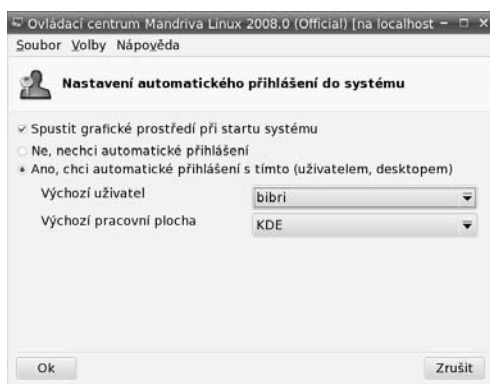 Ovládací centrum Mandriva Linux 2008.0 (Official) [na localhost
Soubor Volby Nápověda
Nastavení automatického přihlášení do systému
Spustit grafické prostředí při startu systému
Ne, nechci automatické přihlášení
Ano, chci automatické přihlášení s tímto (uživatelem, desktopem)
Výchozí uživatel bibri
Výchozí pracovní plocha KDE
Ok Zrušit